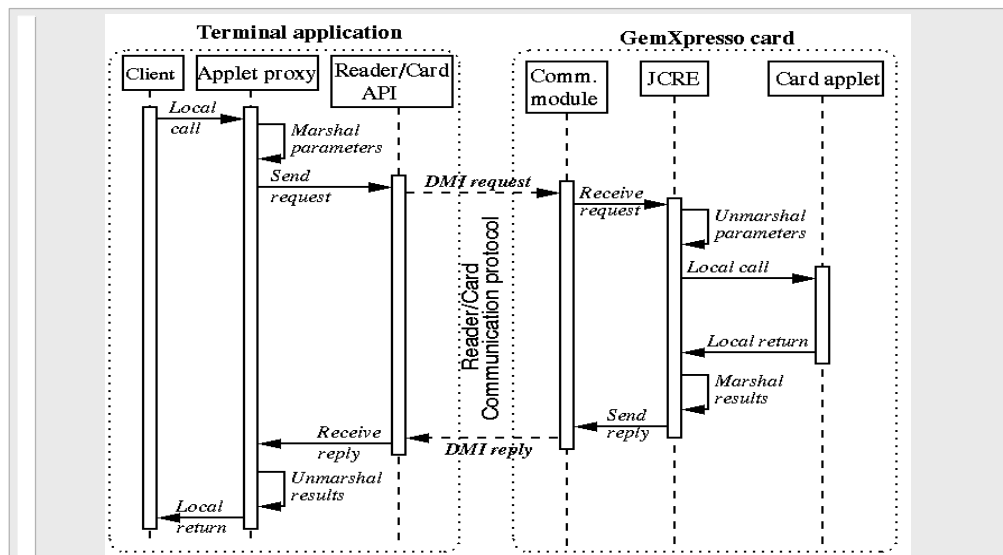 Terminal application
GemXpresso card
Client
Applet proxy
Reader/Card
API
Comm.
module
JCRE
Card applet
Local
call
Marshal
parameters
Send
request
DMI request
Receive
request
Unmarshal
parameters
Local call
Reader/Card
Communication protocol
Local return
Marshal
results
Send
reply
DMI reply
Receive
reply
Unmarshal
results
Local
return